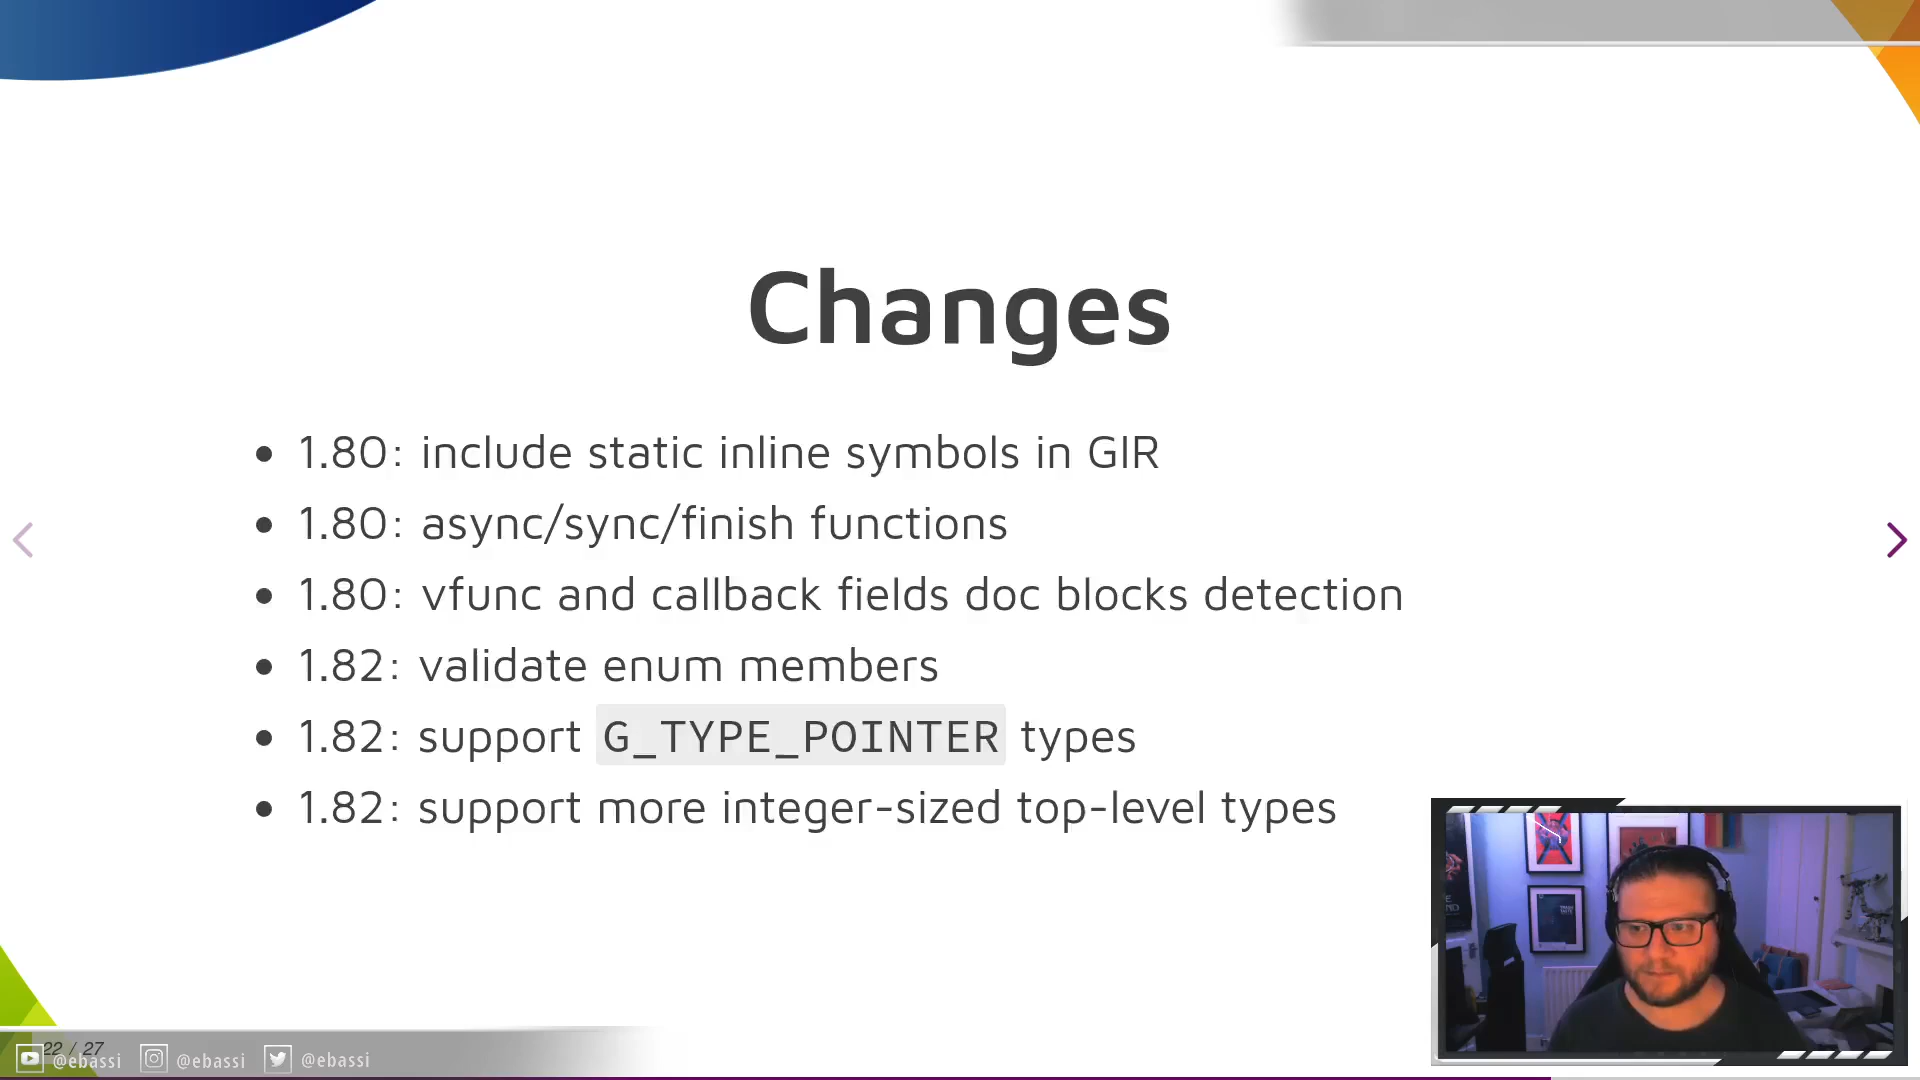 Changes
1.80: include static inline symbols in GIR
1.80: async/sync/finish functions
1.80: vfunc and callback fields doc blocks detection
1.82: validate enum members
1.82: support G_TYPE_POINTER types
1.82: support more integer-sized top-level types
22 / 27
@ebassi @ebassi @ebassi